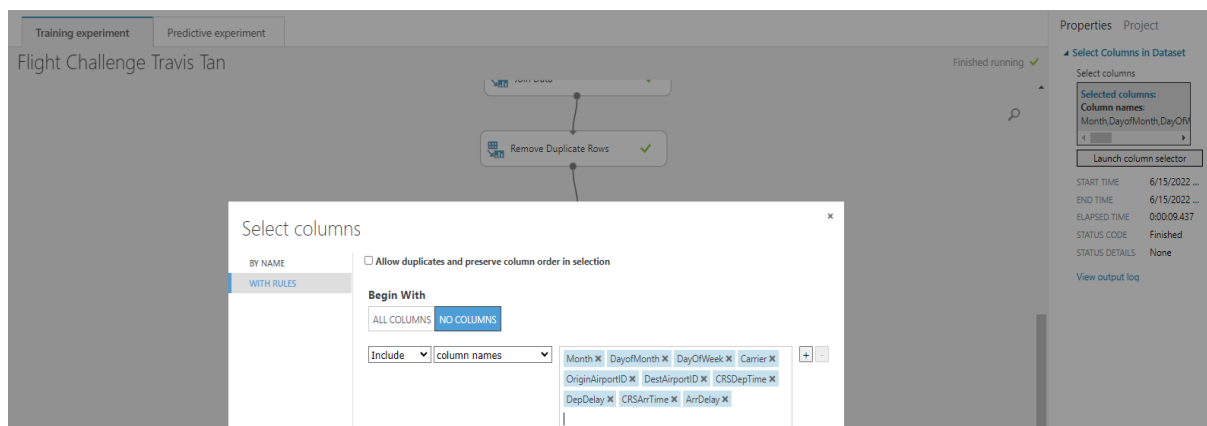 Training experiment
Predictive experiment
Properties
Project
Flight Challenge Travis Tan
Finished running
Select Columns in Dataset
Select columns
Selected columns:
Column names:
Month,DayofMonth,DayOfW
Launch column selector
START TIME 6/15/2022 ...
END TIME 6/15/2022 ...
ELAPSED TIME 0:00:09.437
STATUS CODE Finished
STATUS DETAILS None
View output log
Join Data
Remove Duplicate Rows
Select columns
x
BY NAME
WITH RULES
Allow duplicates and preserve column order in selection
Begin With
ALL COLUMNS NO COLUMNS
Include column names
Month × DayofMonth × DayOfWeek × Carrier ×
OriginAirportID × DestAirportID × CRSDepTime ×
DepDelay × CRSArrTime × ArrDelay ×
+ -